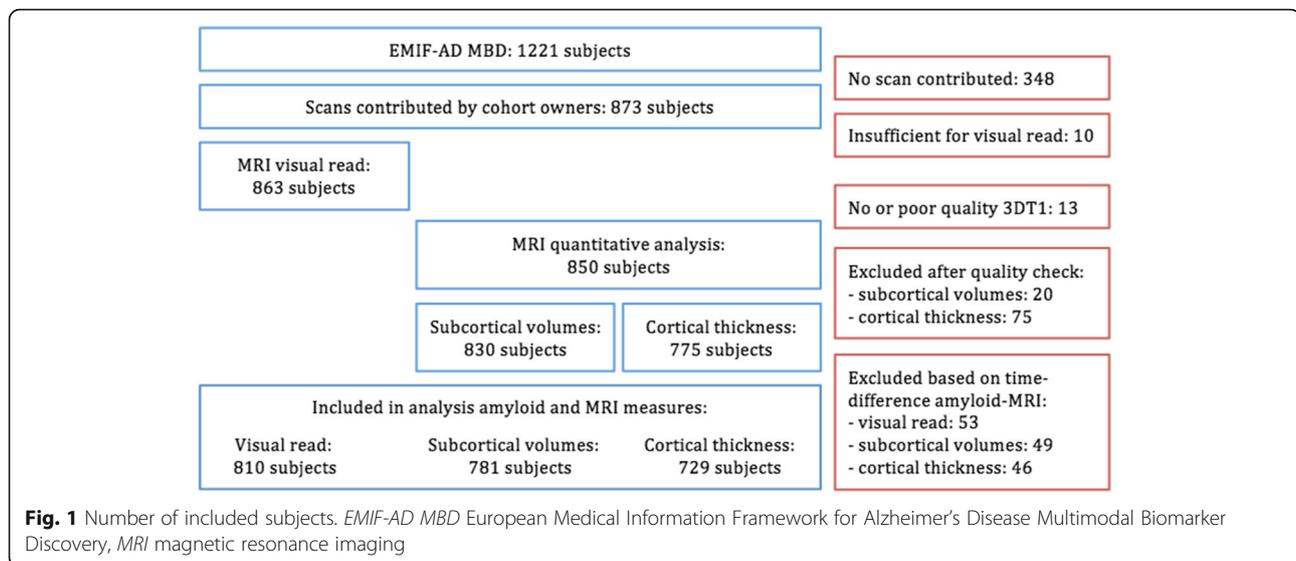 EMIF-AD MBD: 1221 subjects
No scan contributed: 348
Scans contributed by cohort owners: 873 subjects
Insufficient for visual read: 10
MRI visual read:
863 subjects
No or poor quality 3DT1: 13
MRI quantitative analysis:
850 subjects
Excluded after quality check:
- subcortical volumes: 20
- cortical thickness: 75
Subcortical volumes:
830 subjects
Cortical thickness:
775 subjects
Excluded based on time-
difference amyloid-MRI:
- visual read: 53
- subcortical volumes: 49
- cortical thickness: 46
Included in analysis amyloid and MRI measures:
Visual read:
810 subjects
Subcortical volumes:
781 subjects
Cortical thickness:
729 subjects
Fig. 1 Number of included subjects. EMIF-AD MBD European Medical Information Framework for Alzheimer's Disease Multimodal Biomarker
Discovery, MRI magnetic resonance imaging